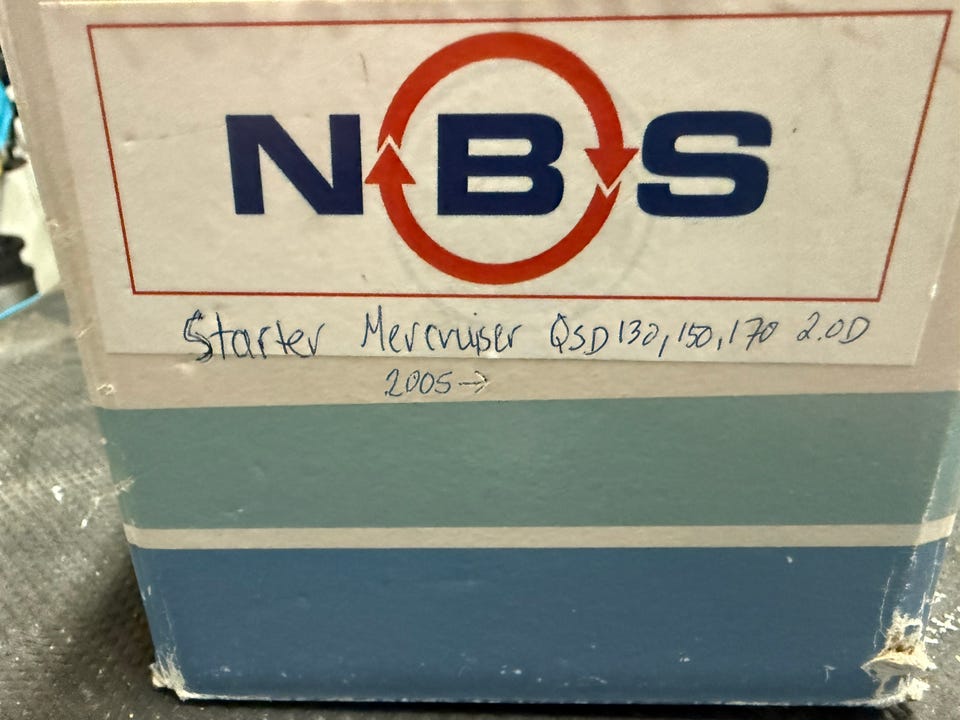 NBS
Starter Mercruiser QSD 130, 150, 170 2.0D
2005→